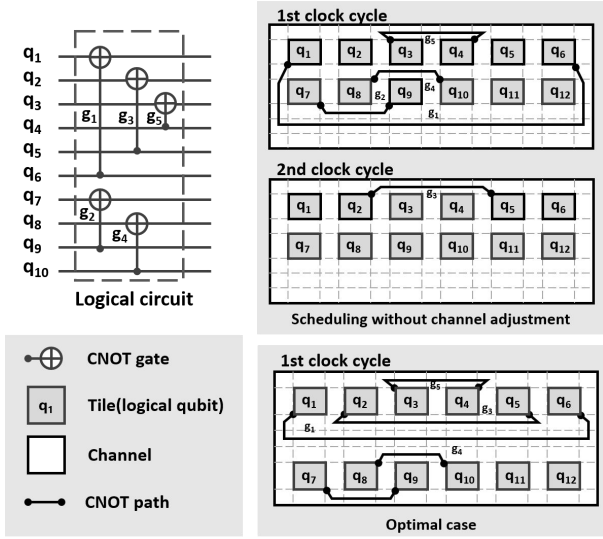 q1
q2
q3
q4
q5
q6
q7
q8
q9
q10
g1
g3
g5
g2
g4
Logical circuit
CNOT gate
q1
Tile(logical qubit)
Channel
CNOT path
1st clock cycle
g5
q1 q2 q3 q4 q5 q6
q7 q8 g2 q9 g4 q10 q11 q12
g1
2nd clock cycle
g3
q1 q2 q3 q4 q5 q6
q7 q8 q9 q10 q11 q12
Scheduling without channel adjustment
1st clock cycle
g5
q1 q2 q3 q4 g3 q5 q6
g1
g4
q7 q8 q9 q10 q11 q12
Optimal case